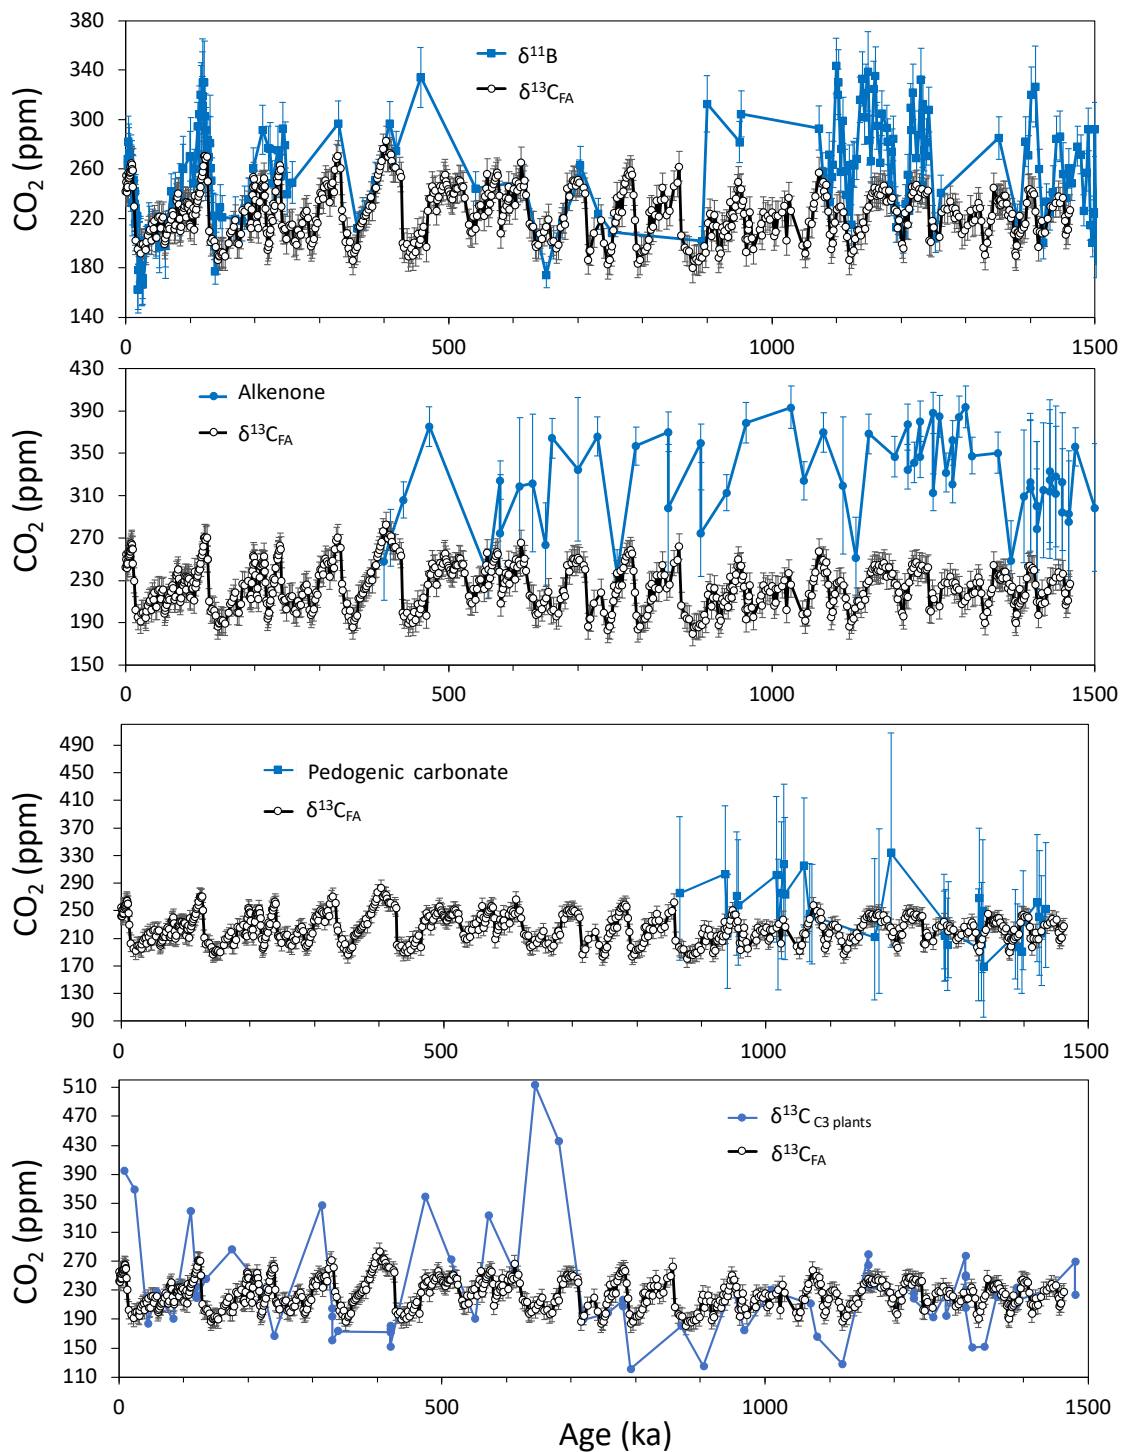 380
340
300
260
220
180
140
CO2 (ppm)
δ11B
δ13CFA
0 500 1000 1500
430
390
350
310
270
230
190
150
CO2 (ppm)
Alkenone
δ13CFA
0 500 1000 1500
490
450
410
370
330
290
250
210
170
130
90
CO2 (ppm)
Pedogenic carbonate
δ13CFA
0 500 1000 1500
510
470
430
390
350
310
270
230
190
150
110
CO2 (ppm)
δ13C C3 plants
δ13CFA
0 500 1000 1500
Age (ka)